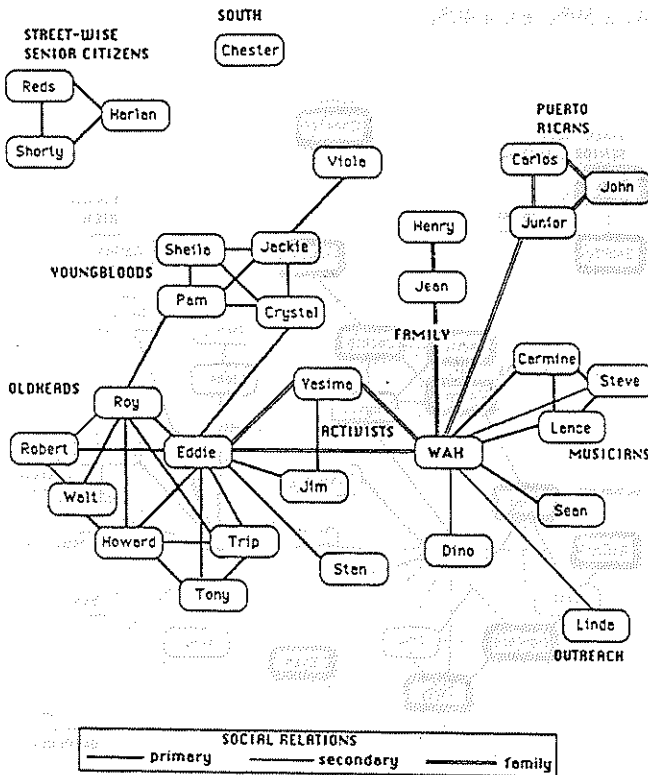 SOUTH
Chester
STREET-WISE
SENIOR CITIZENS
Reds
Harlan
Shorty
PUERTO
RICANS
Carlos
John
Junior
Viola
Henry
Sheila
Jackie
YOUNGBLOODS
Jean
Pam
Crystal
FAMILY
Carmine
Steve
Yesima
OLDHEADS
Roy
Lance
ACTIVISTS
Robert
Eddie
WAK
MUSICIANS
Jim
Walt
Sean
Howard
Trip
Dino
Stan
Tony
Linda
OUTREACH
SOCIAL RELATIONS
primary
secondary
family